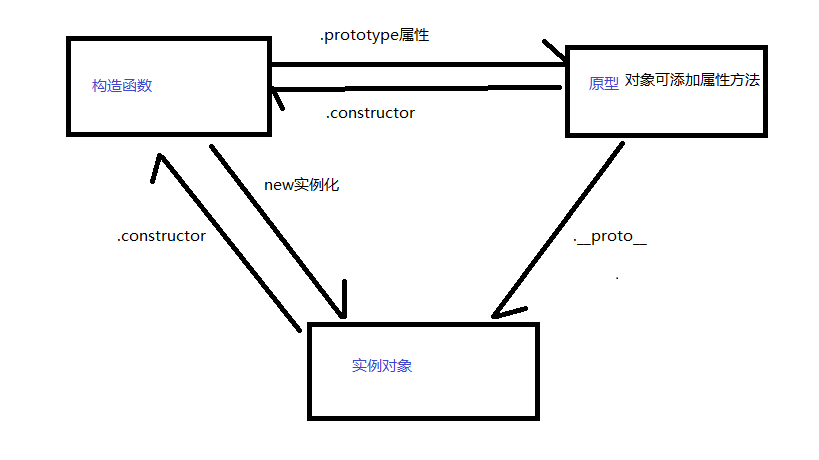 .prototype属性
构造函数
原型 对象可添加属性方法
.constructor
new实例化
.constructor
.__proto__
.
实例对象